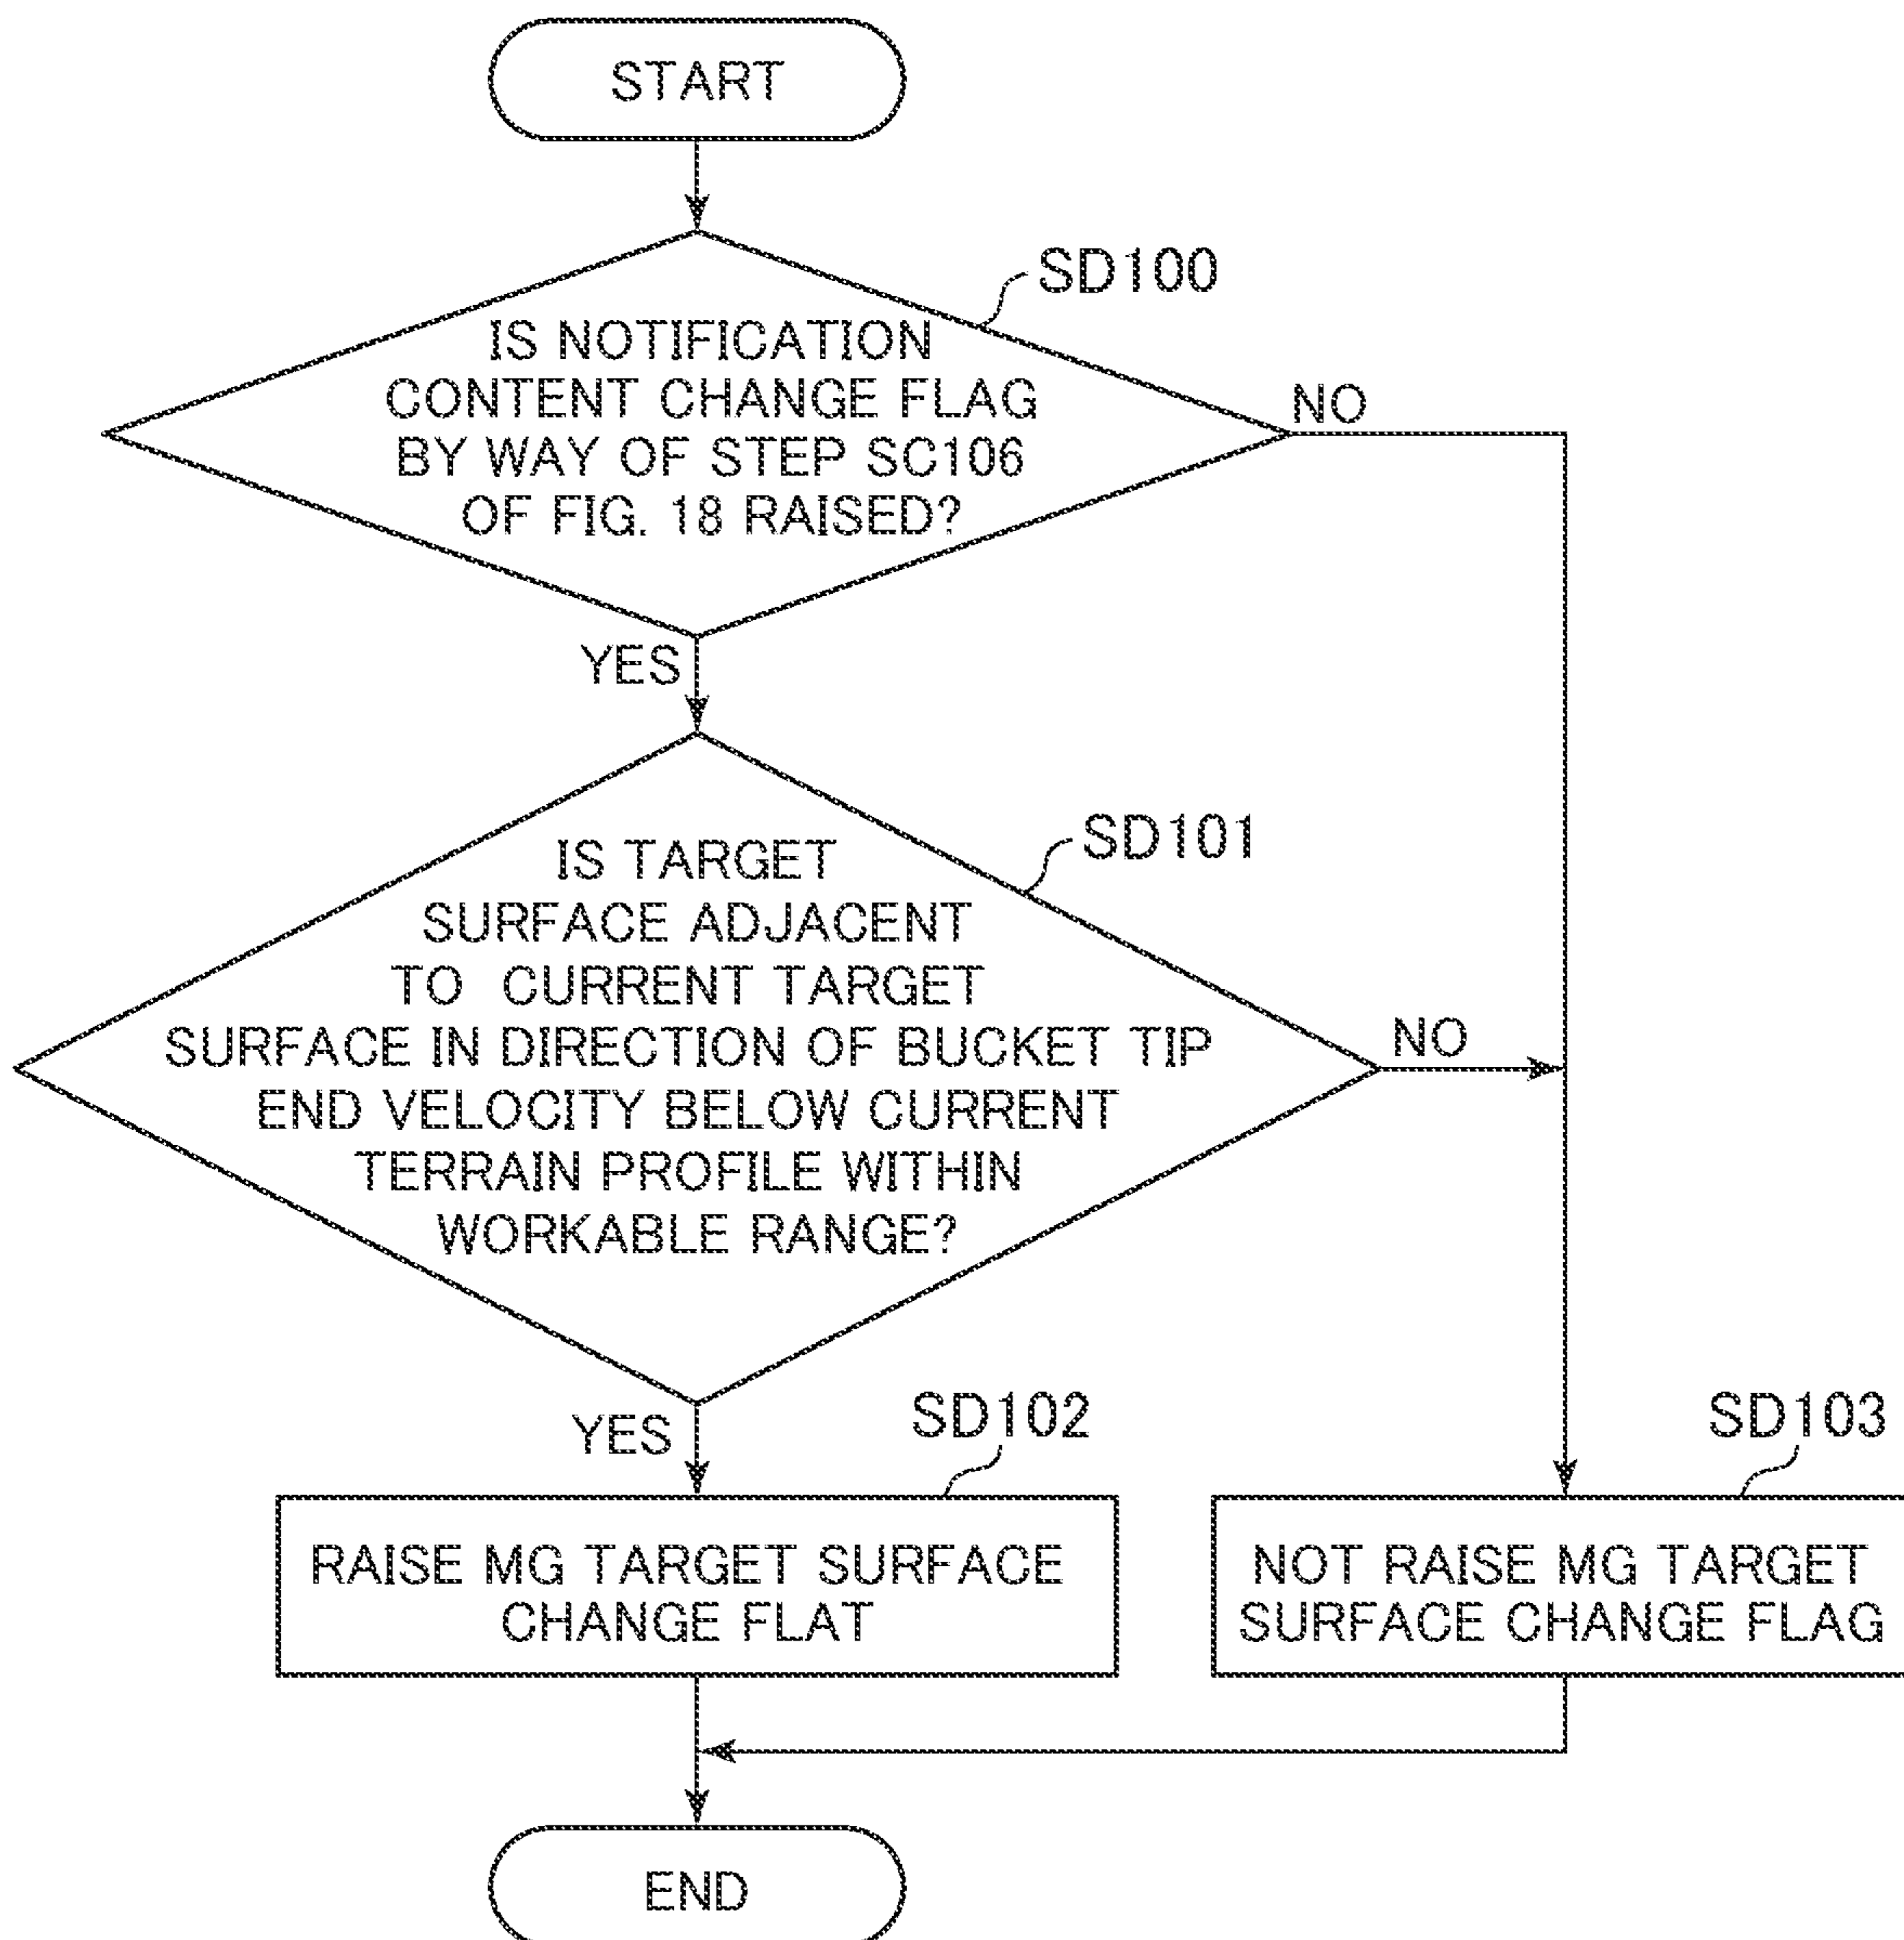 START
SD100
IS NOTIFICATION
CONTENT CHANGE FLAG
BY WAY OF STEP SC106
OF FIG. 18 RAISED?
NO
YES
SD101
IS TARGET
SURFACE ADJACENT
TO CURRENT TARGET
SURFACE IN DIRECTION OF BUCKET TIP
END VELOCITY BELOW CURRENT
TERRAIN PROFILE WITHIN
WORKABLE RANGE?
NO
YES
SD102
RAISE MG TARGET SURFACE
CHANGE FLAT
SD103
NOT RAISE MG TARGET
SURFACE CHANGE FLAG
END